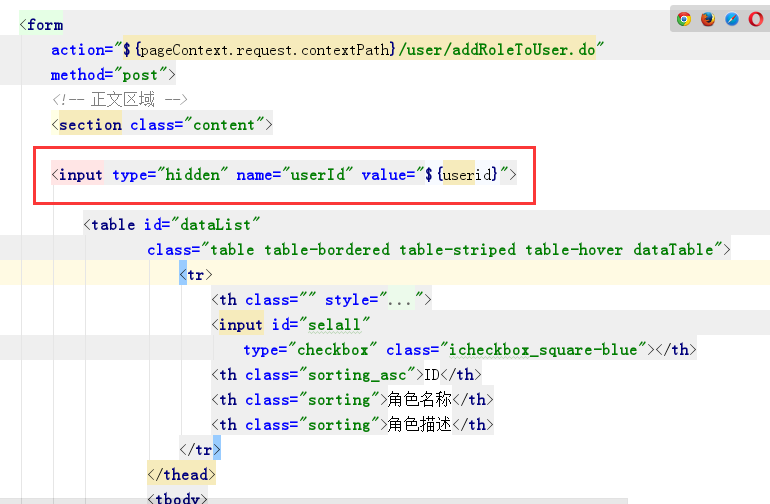 <form
action="${pageContext.request.contextPath}/user/addRoleToUser.do"
method="post">
<!-- 正文区域 -->
<section class="content">
<input type="hidden" name="userId" value="${userid}">
<table id="dataList"
class="table table-bordered table-striped table-hover dataTable">
<tr>
<th class="" style="...">
<input id="selall"
type="checkbox" class="icheckbox_square-blue"></th>
<th class="sorting_asc">ID</th>
<th class="sorting">角色名称</th>
<th class="sorting">角色描述</th>
</tr>
</thead>
<tbody>